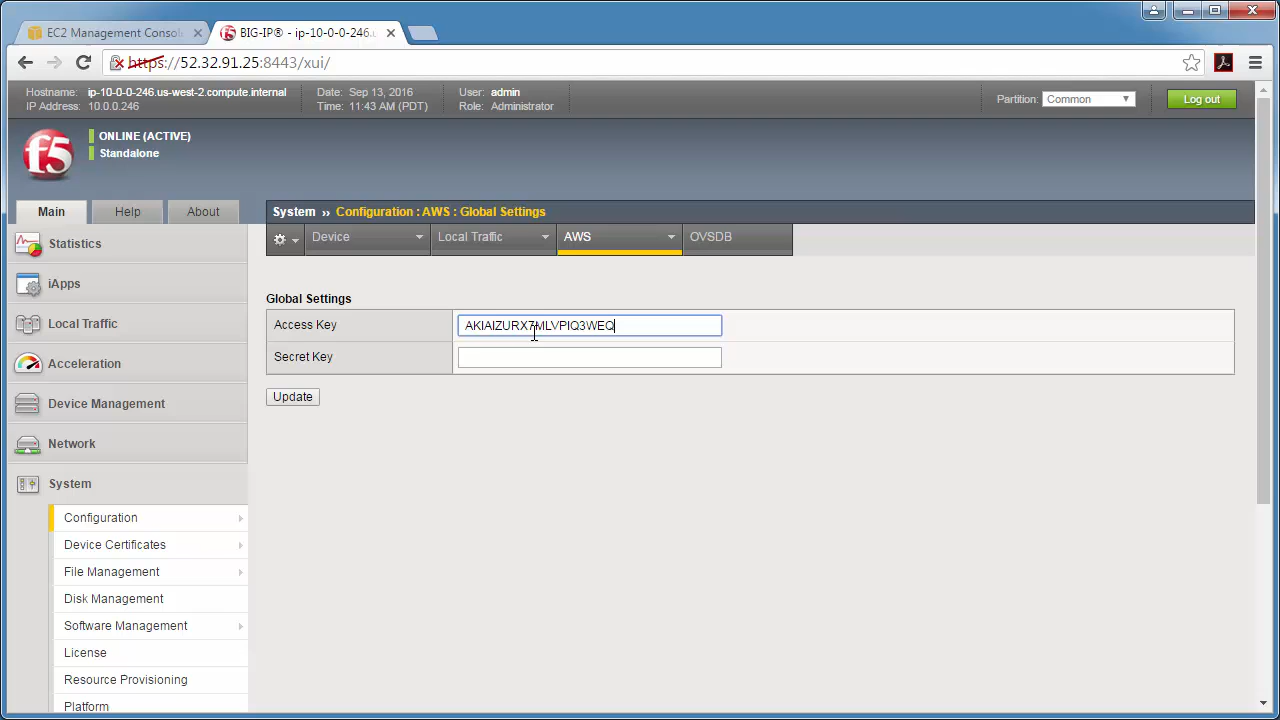 EC2 Management Consol
BIG-IP® - ip-10-0-0-246.u
https://52.32.91.25:8443/xui/
Hostname: ip-10-0-0-246.us-west-2.compute.internal
IP Address: 10.0.0.246
Date: Sep 13, 2016
Time: 11:43 AM (PDT)
User: admin
Role: Administrator
Partition: Common
Log out
f5
ONLINE (ACTIVE)
Standalone
Main
Help
About
System ›› Configuration : AWS : Global Settings
Device
Local Traffic
AWS
OVSDB
Statistics
iApps
Local Traffic
Acceleration
Device Management
Network
System
Configuration
Device Certificates
File Management
Disk Management
Software Management
License
Resource Provisioning
Platform
Global Settings
Access Key AKIAIZURX7MLVPIQ3WEQ
Secret Key
Update